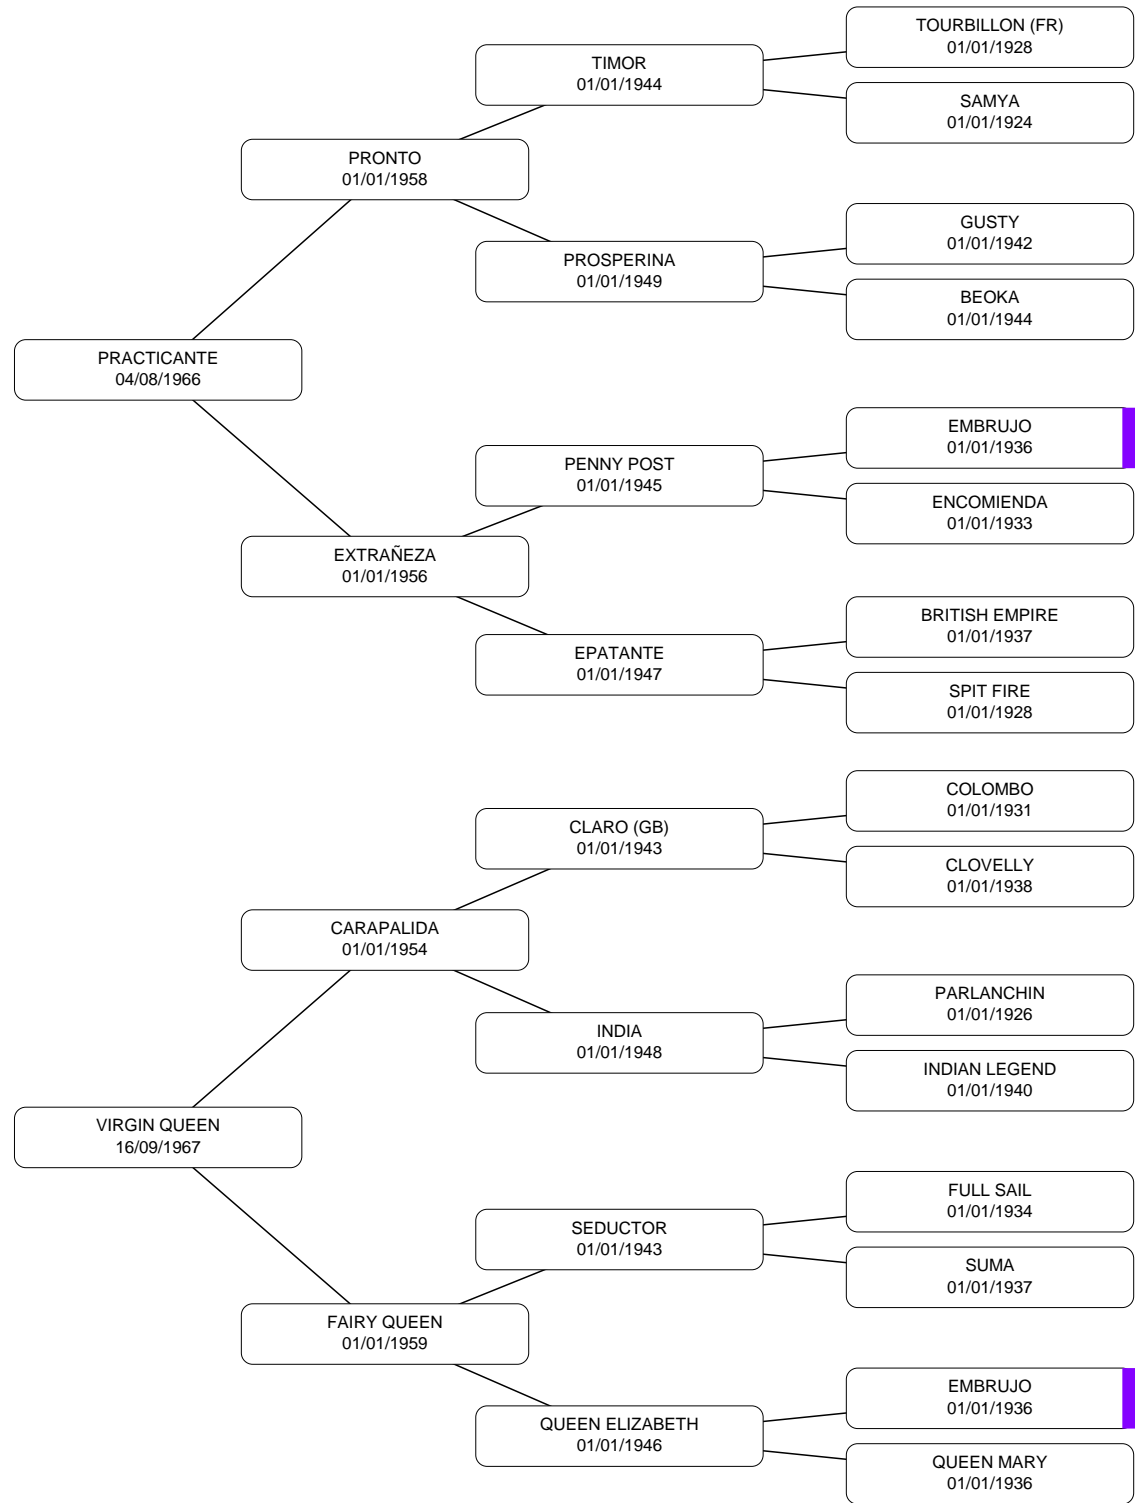 TOURBILLON (FR)
01/01/1928
TIMOR
01/01/1944
SAMYA
01/01/1924
PRONTO
01/01/1958
GUSTY
01/01/1942
PROSPERINA
01/01/1949
BEOKA
01/01/1944
PRACTICANTE
04/08/1966
EMBRUJO
01/01/1936
PENNY POST
01/01/1945
ENCOMIENDA
01/01/1933
EXTRAÑEZA
01/01/1956
BRITISH EMPIRE
01/01/1937
EPATANTE
01/01/1947
SPIT FIRE
01/01/1928
COLOMBO
01/01/1931
CLARO (GB)
01/01/1943
CLOVELLY
01/01/1938
CARAPALIDA
01/01/1954
PARLANCHIN
01/01/1926
INDIA
01/01/1948
INDIAN LEGEND
01/01/1940
VIRGIN QUEEN
16/09/1967
FULL SAIL
01/01/1934
SEDUCTOR
01/01/1943
SUMA
01/01/1937
FAIRY QUEEN
01/01/1959
EMBRUJO
01/01/1936
QUEEN ELIZABETH
01/01/1946
QUEEN MARY
01/01/1936